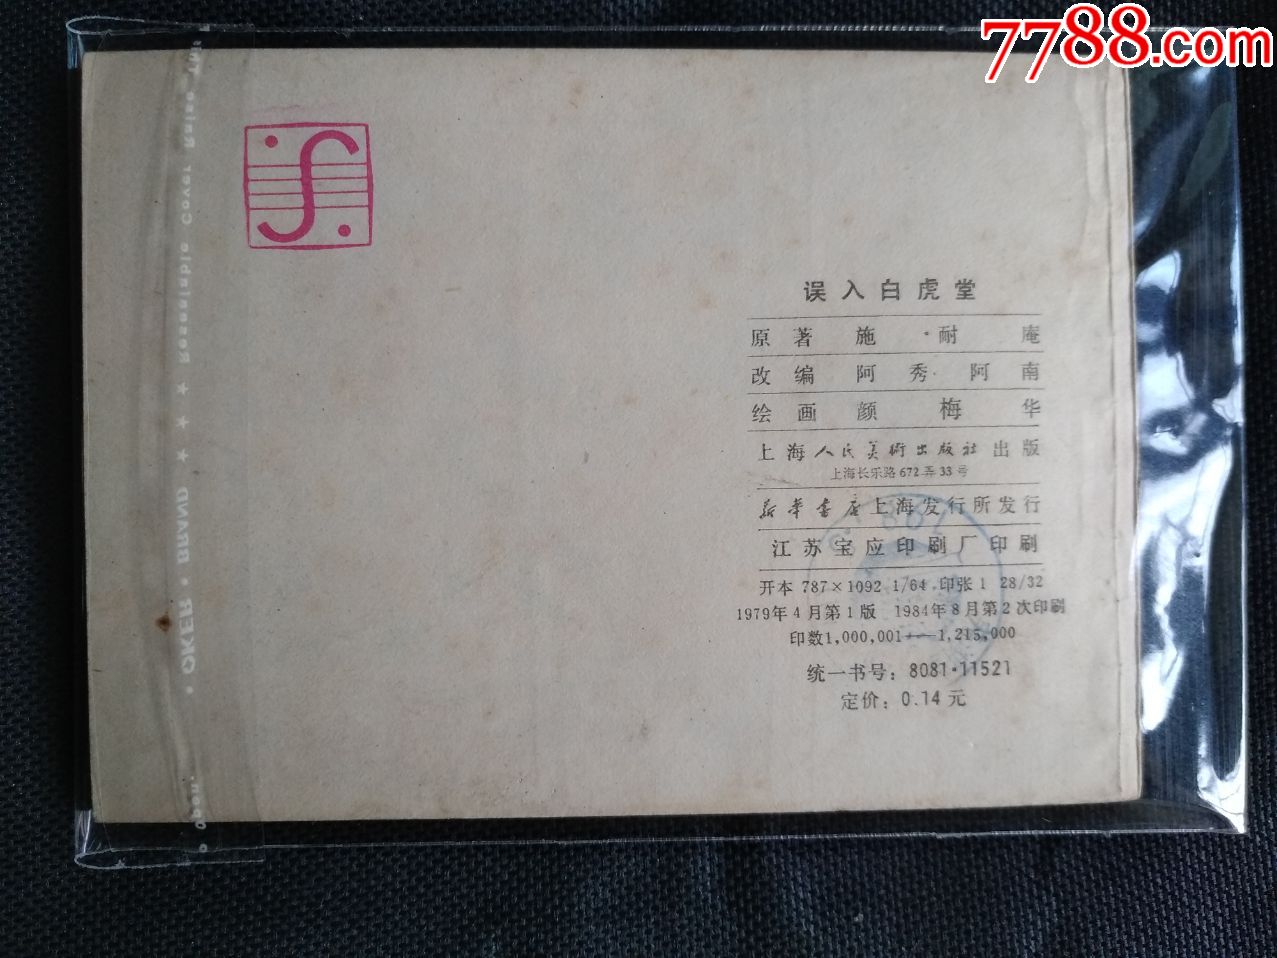 7788.com
误入白虎堂
原著 施耐庵
改编 阿秀 阿南
绘画 颜梅华
上海人民美術出版社出版
上海长乐路672弄33号
新华书店上海发行所发行
江苏宝应印刷厂印刷
开本 787×1092 1/64 印张 1 28/32
1979年4月第1版 1984年8月第2次印刷
印数1,000,001——1,215,000
统一书号：8081·11521
定价：0.14元
OKER · BRAND ★ ★ ★ Resealable Cover